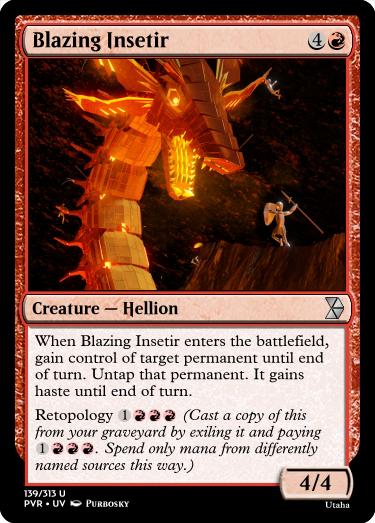 Blazing Insetir 4
Creature — Hellion
When Blazing Insetir enters the battlefield,
gain control of target permanent until end
of turn. Untap that permanent. It gains
haste until end of turn.
Retopology 1 (Cast a copy of this
from your graveyard by exiling it and paying
1. Spend only mana from differently
named sources this way.)
4/4
139/313 U
PVR • UV Purbosky
Utaha